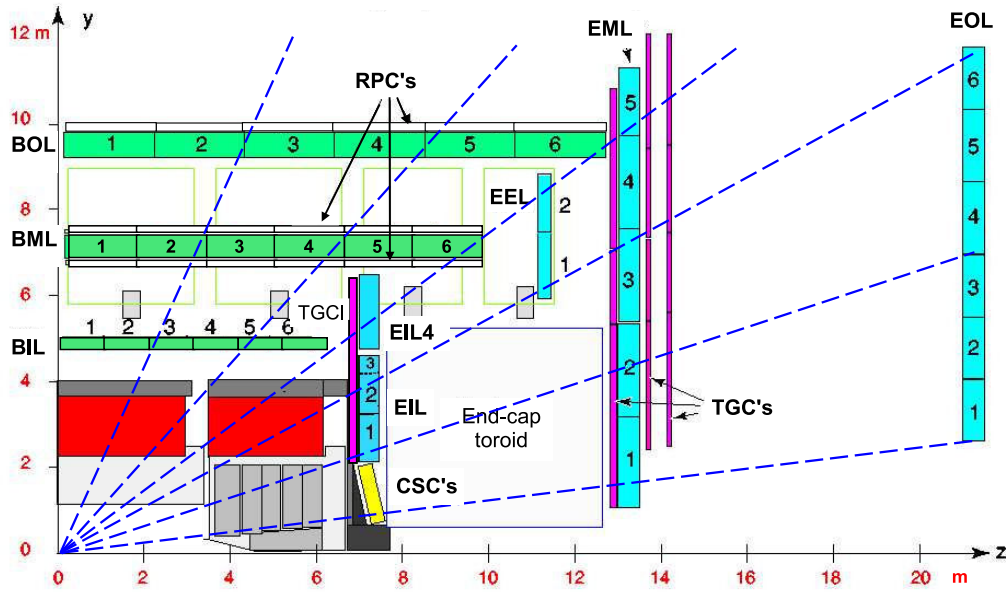 12 m
y
EML
EOL
RPC's
5
6
10
BOL
1 2 3 4 5 6
5
4
8
EEL
2
BML
1 2 3 4 5 6
4
1
3
3
6
TGCI
1 2 3 4 5 6
BIL
EIL4
2
3
2
4
2
EIL
End-cap
toroid
TGC's
1
1
2
CSC's
1
0
z
0 2 4 6 8 10 12 14 16 18 20 m